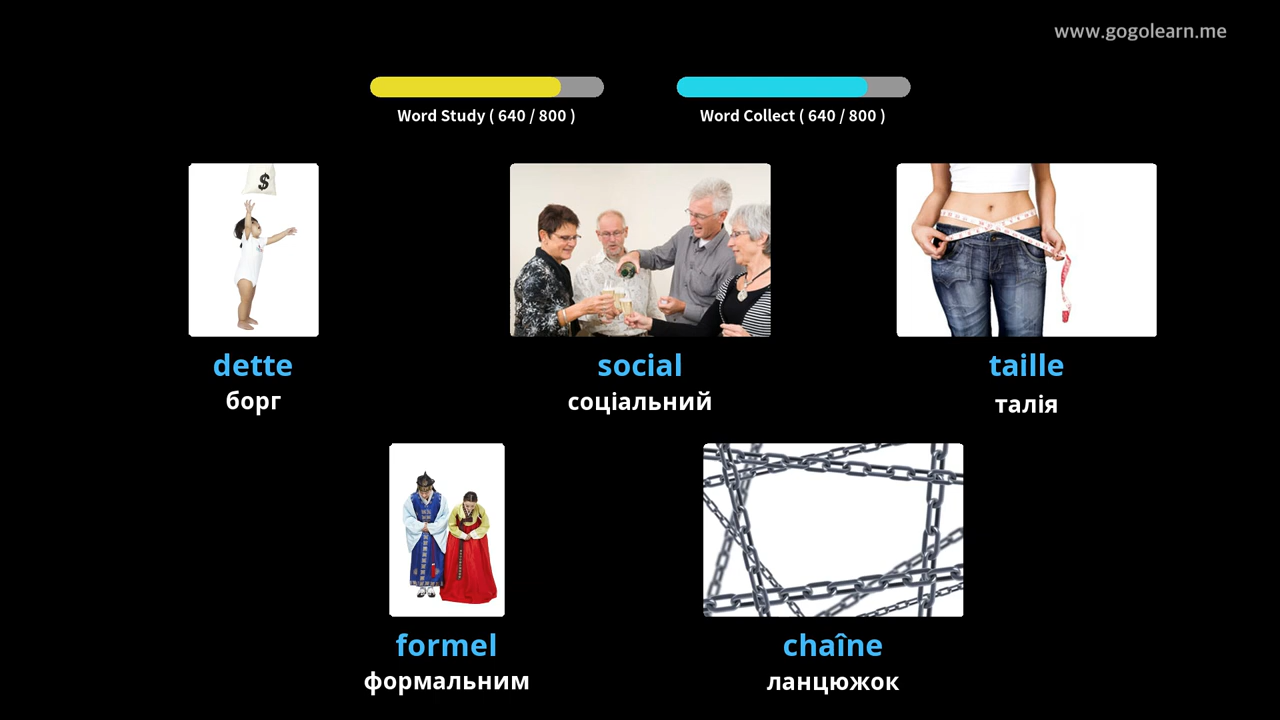 www.gogolearn.me
Word Study ( 640 / 800 )
Word Collect ( 640 / 800 )
$
dette
борг
social
соціальний
taille
талія
formel
формальним
chaîne
ланцюжок